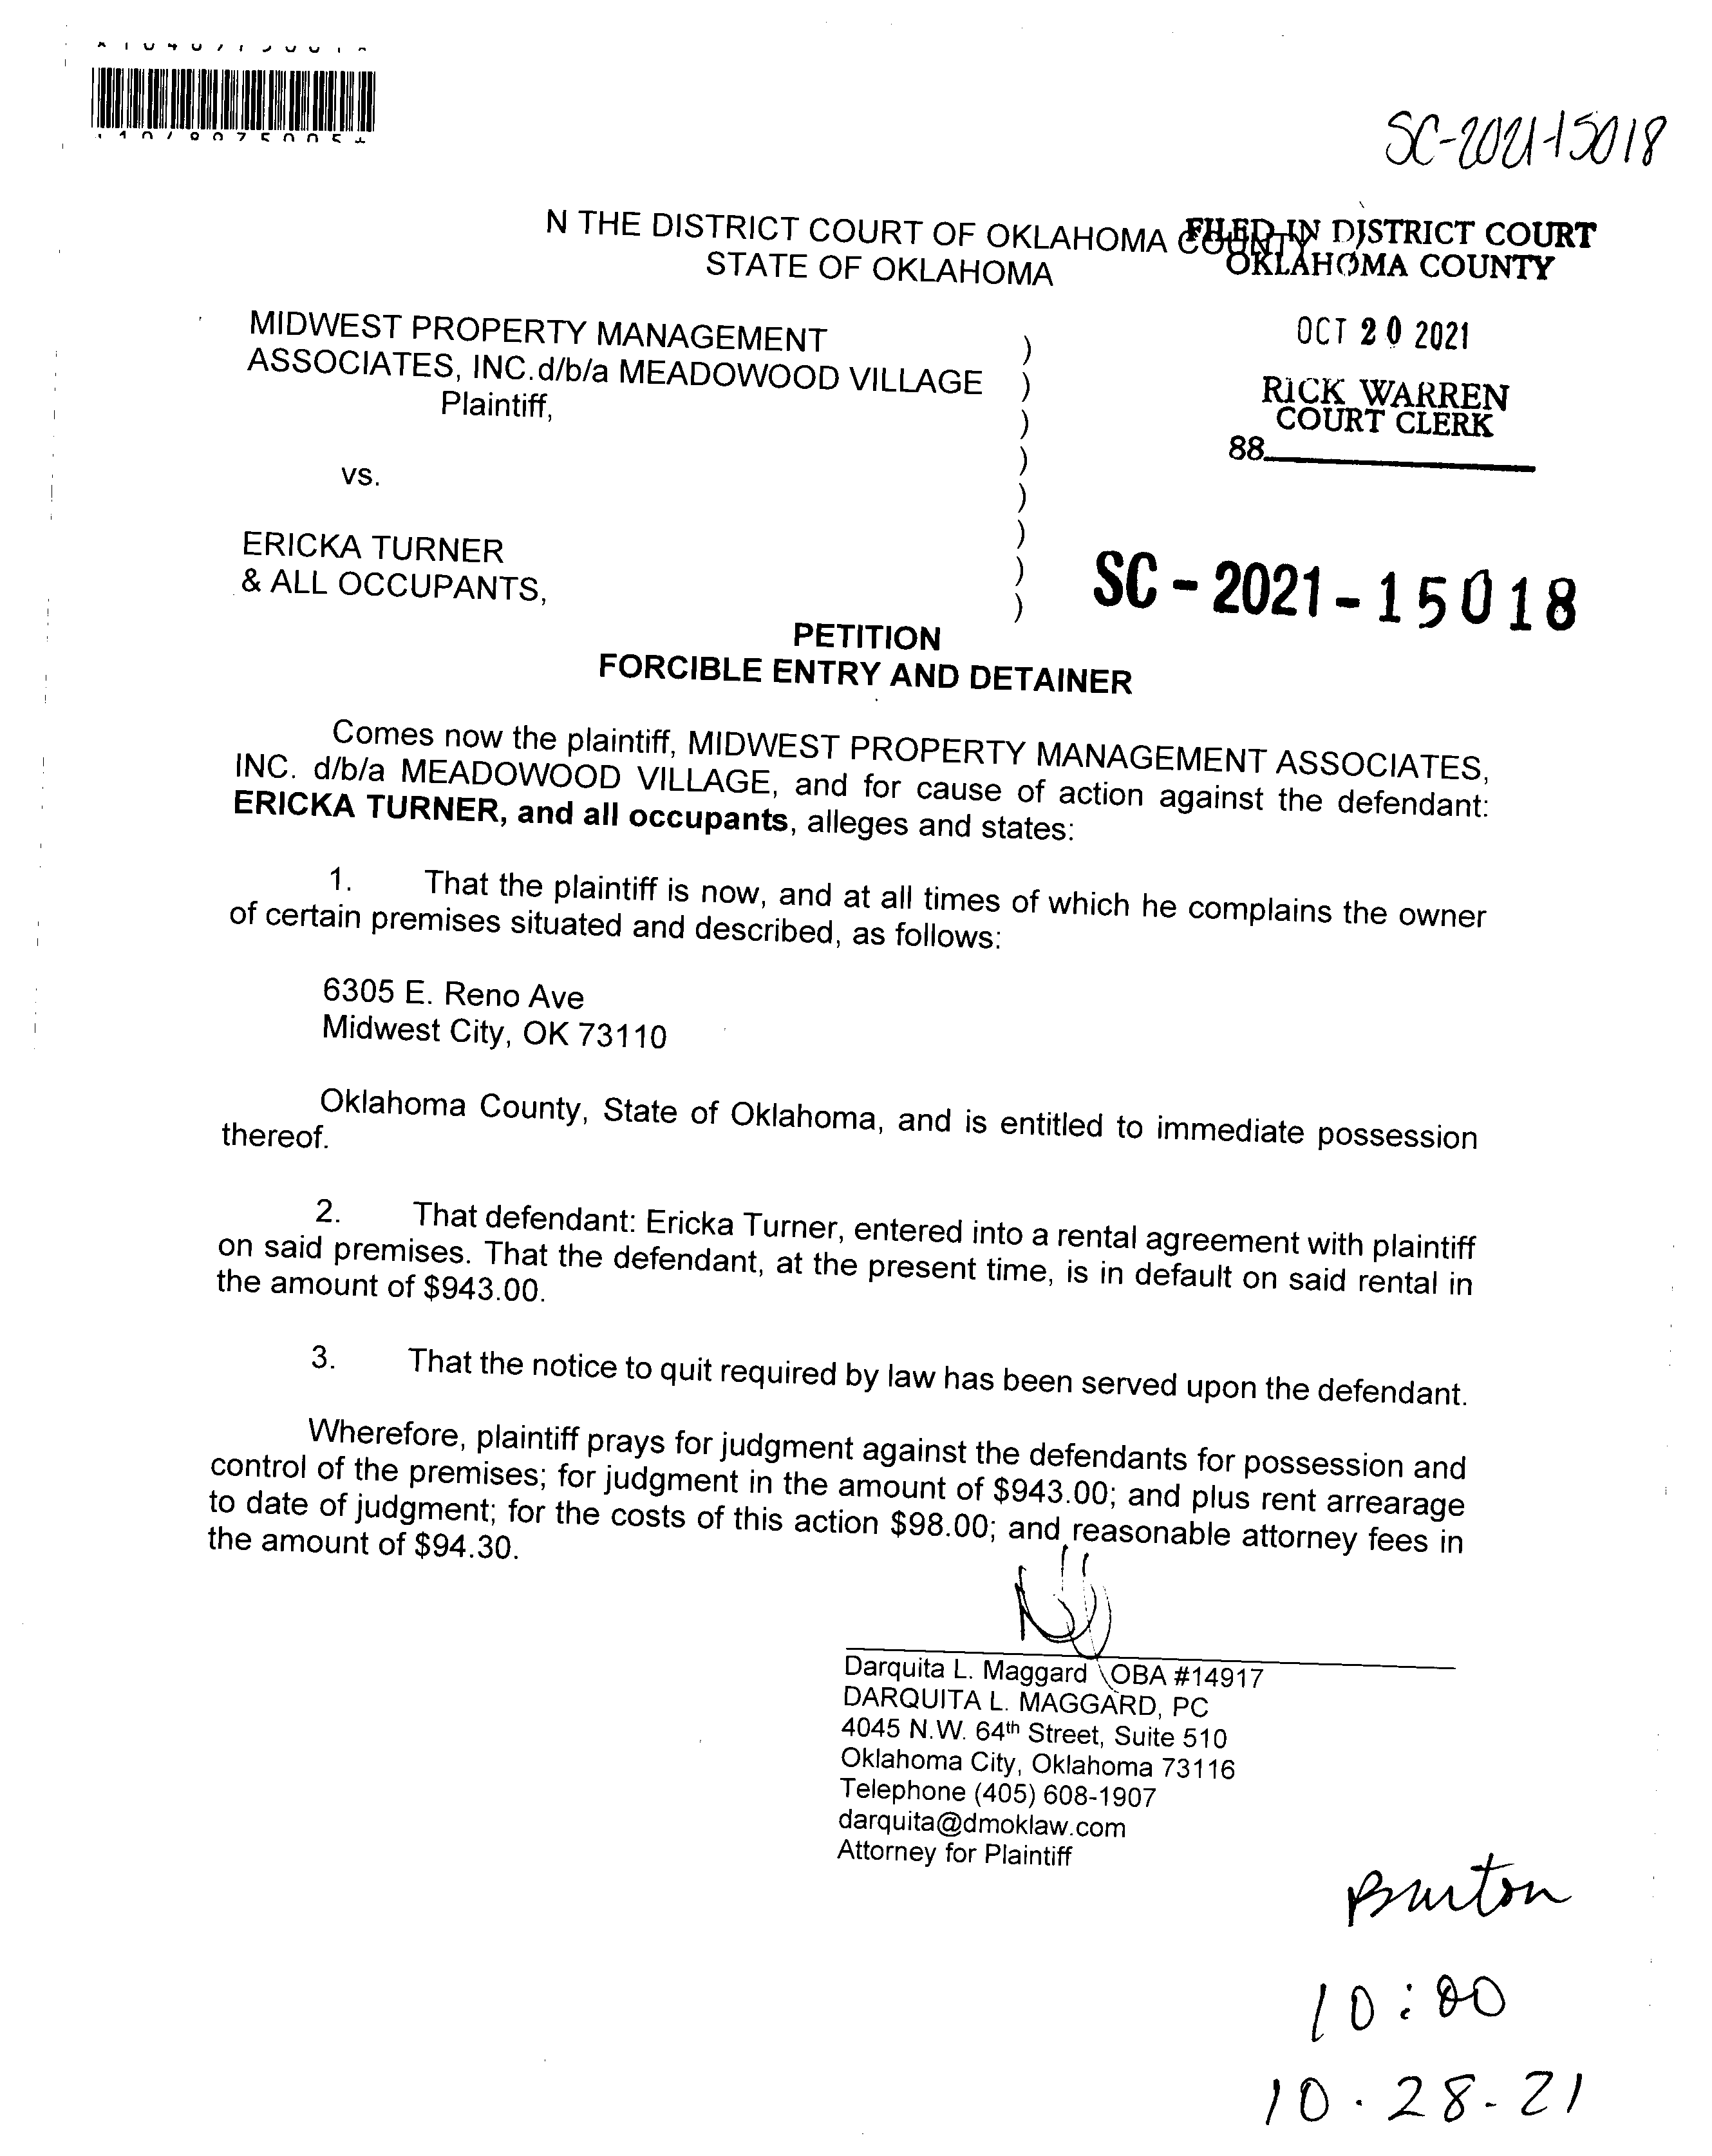 SC-2021-15018
N THE DISTRICT COURT OF OKLAHOMA COUNTY
STATE OF OKLAHOMA
FILED IN DISTRICT COURT
OKLAHOMA COUNTY
OCT 20 2021
RICK WARREN
COURT CLERK
88
MIDWEST PROPERTY MANAGEMENT )
ASSOCIATES, INC.d/b/a MEADOWOOD VILLAGE )
Plaintiff, )
)
vs. )
)
ERICKA TURNER )
& ALL OCCUPANTS, )
SC-2021-15018
PETITION
FORCIBLE ENTRY AND DETAINER
Comes now the plaintiff, MIDWEST PROPERTY MANAGEMENT ASSOCIATES,
INC. d/b/a MEADOWOOD VILLAGE, and for cause of action against the defendant:
ERICKA TURNER, and all occupants, alleges and states:
1. That the plaintiff is now, and at all times of which he complains the owner
of certain premises situated and described, as follows:
6305 E. Reno Ave
Midwest City, OK 73110
Oklahoma County, State of Oklahoma, and is entitled to immediate possession
thereof.
2. That defendant: Ericka Turner, entered into a rental agreement with plaintiff
on said premises. That the defendant, at the present time, is in default on said rental in
the amount of $943.00.
3. That the notice to quit required by law has been served upon the defendant.
Wherefore, plaintiff prays for judgment against the defendants for possession and
control of the premises; for judgment in the amount of $943.00; and plus rent arrearage
to date of judgment; for the costs of this action $98.00; and reasonable attorney fees in
the amount of $94.30.
Darquita L. Maggard OBA #14917
DARQUITA L. MAGGARD, PC
4045 N.W. 64th Street, Suite 510
Oklahoma City, Oklahoma 73116
Telephone (405) 608-1907
darquita@dmoklaw.com
Attorney for Plaintiff
Burton
10:00
10.28-21